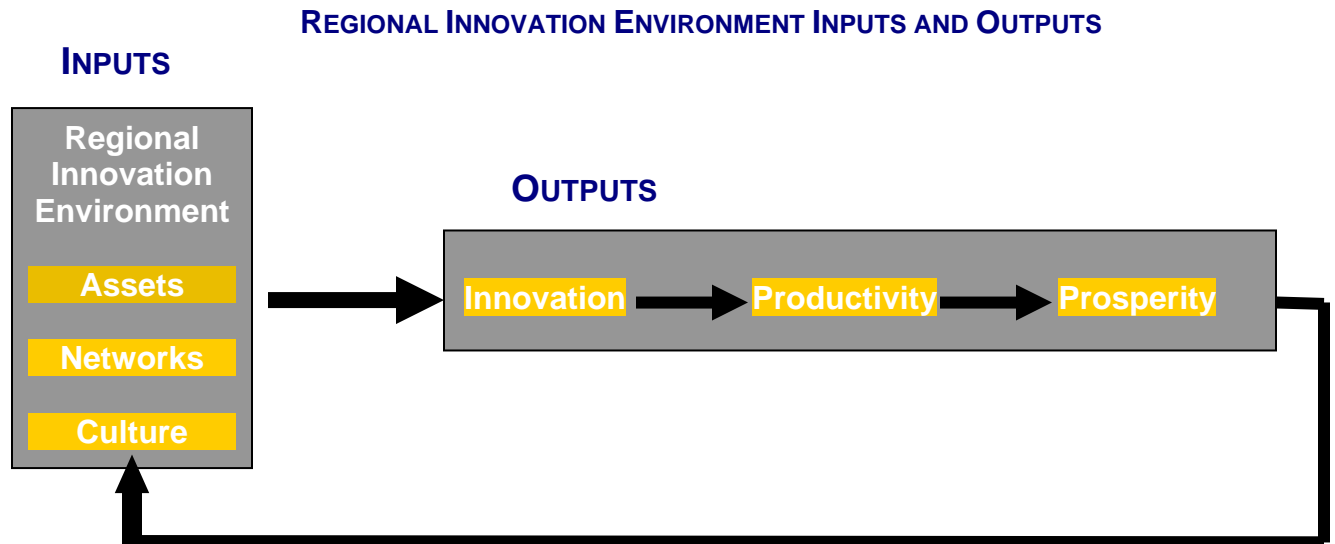 REGIONAL INNOVATION ENVIRONMENT INPUTS AND OUTPUTS
INPUTS
Regional
Innovation
Environment
Assets
Networks
Culture
OUTPUTS
Innovation
Productivity
Prosperity